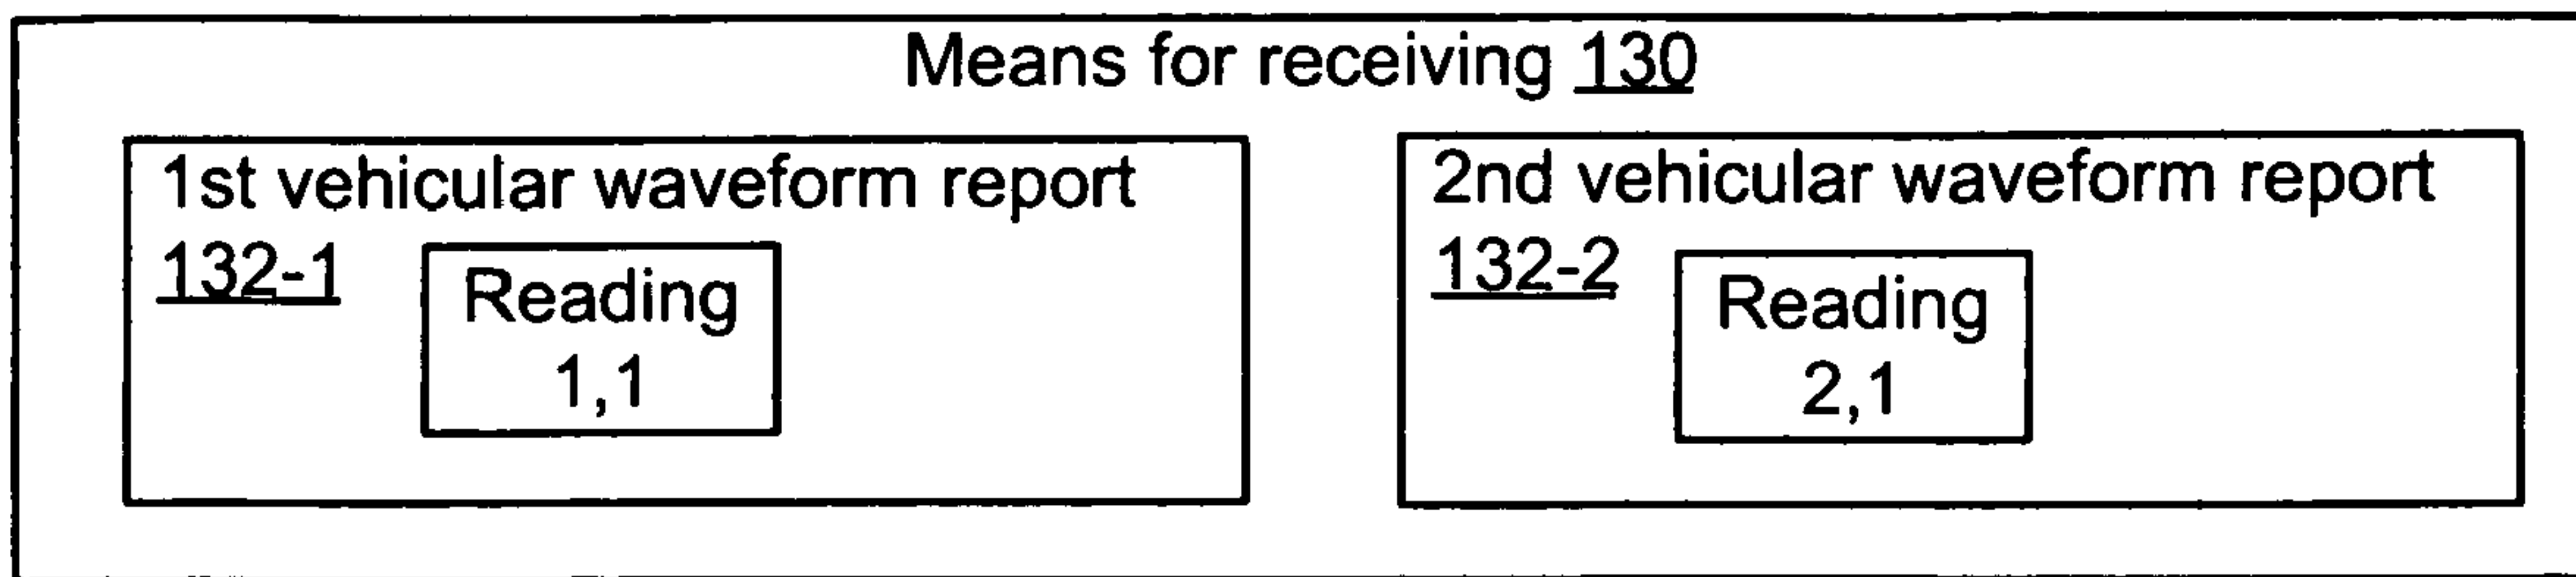 Means for receiving 130
1st vehicular waveform report
132-1
Reading
1,1
2nd vehicular waveform report
132-2
Reading
2,1